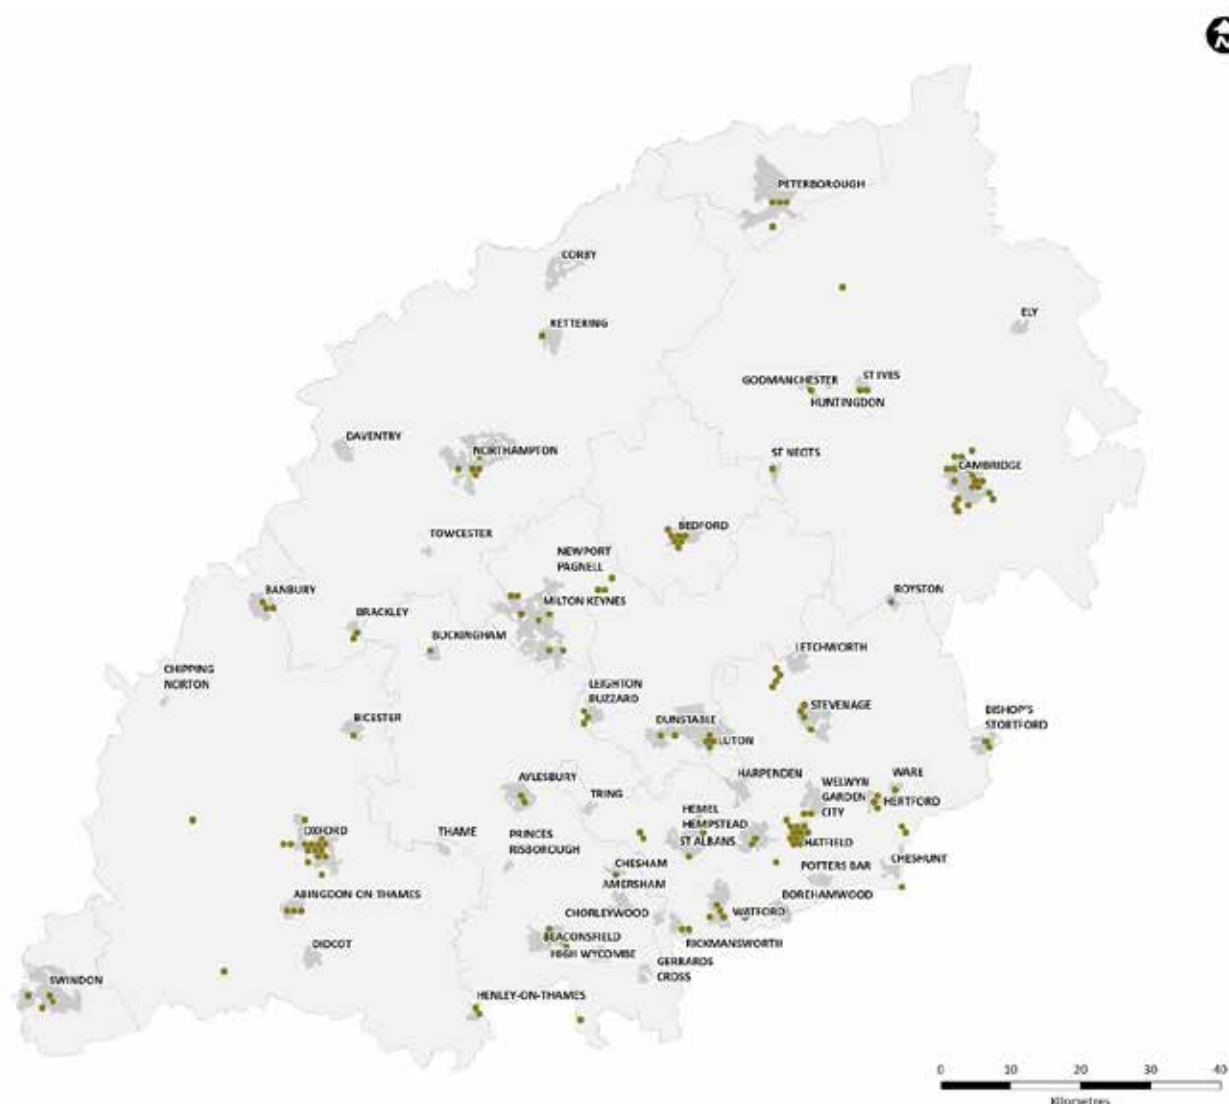 N
PETERBOROUGH
CORBY
KETTERING
ELY
GODMANCHESTER
ST IVES
HUNTINGDON
DAVENTRY
NORTHAMPTON
ST NEOTS
CAMBRIDGE
BEDFORD
TOWCESTER
NEWPORT
PAGNELL
BANBURY
MILTON KEYNES
ROYSTON
BRACKLEY
BUCKINGHAM
LETCHWORTH
CHIPPING
NORTON
LEIGHTON
BUZZARD
STEVENAGE
BISHOP'S
STORTFORD
BICESTER
DUNSTABLE
LUTON
AYLESBURY
TRING
HARPENDEN
WELWYN
GARDEN
CITY
WARE
HERTFORD
HEMEL
HEMPSTEAD
OXFORD
THAME
PRINCES
RISBOROUGH
ST ALBANS
HATFIELD
CHESHAM
POTTERS BAR
CHESHUNT
AMERSHAM
ABINGDON-ON-THAMES
BOREHAMWOOD
CHORLEYWOOD
WATFORD
BEACONSFIELD
DIDCOT
HIGH WYCOMBE
RICKMANSWORTH
GERRARDS
CROSS
SWINDON
HENLEY-ON-THAMES
0 10 20 30 40
Kilometres